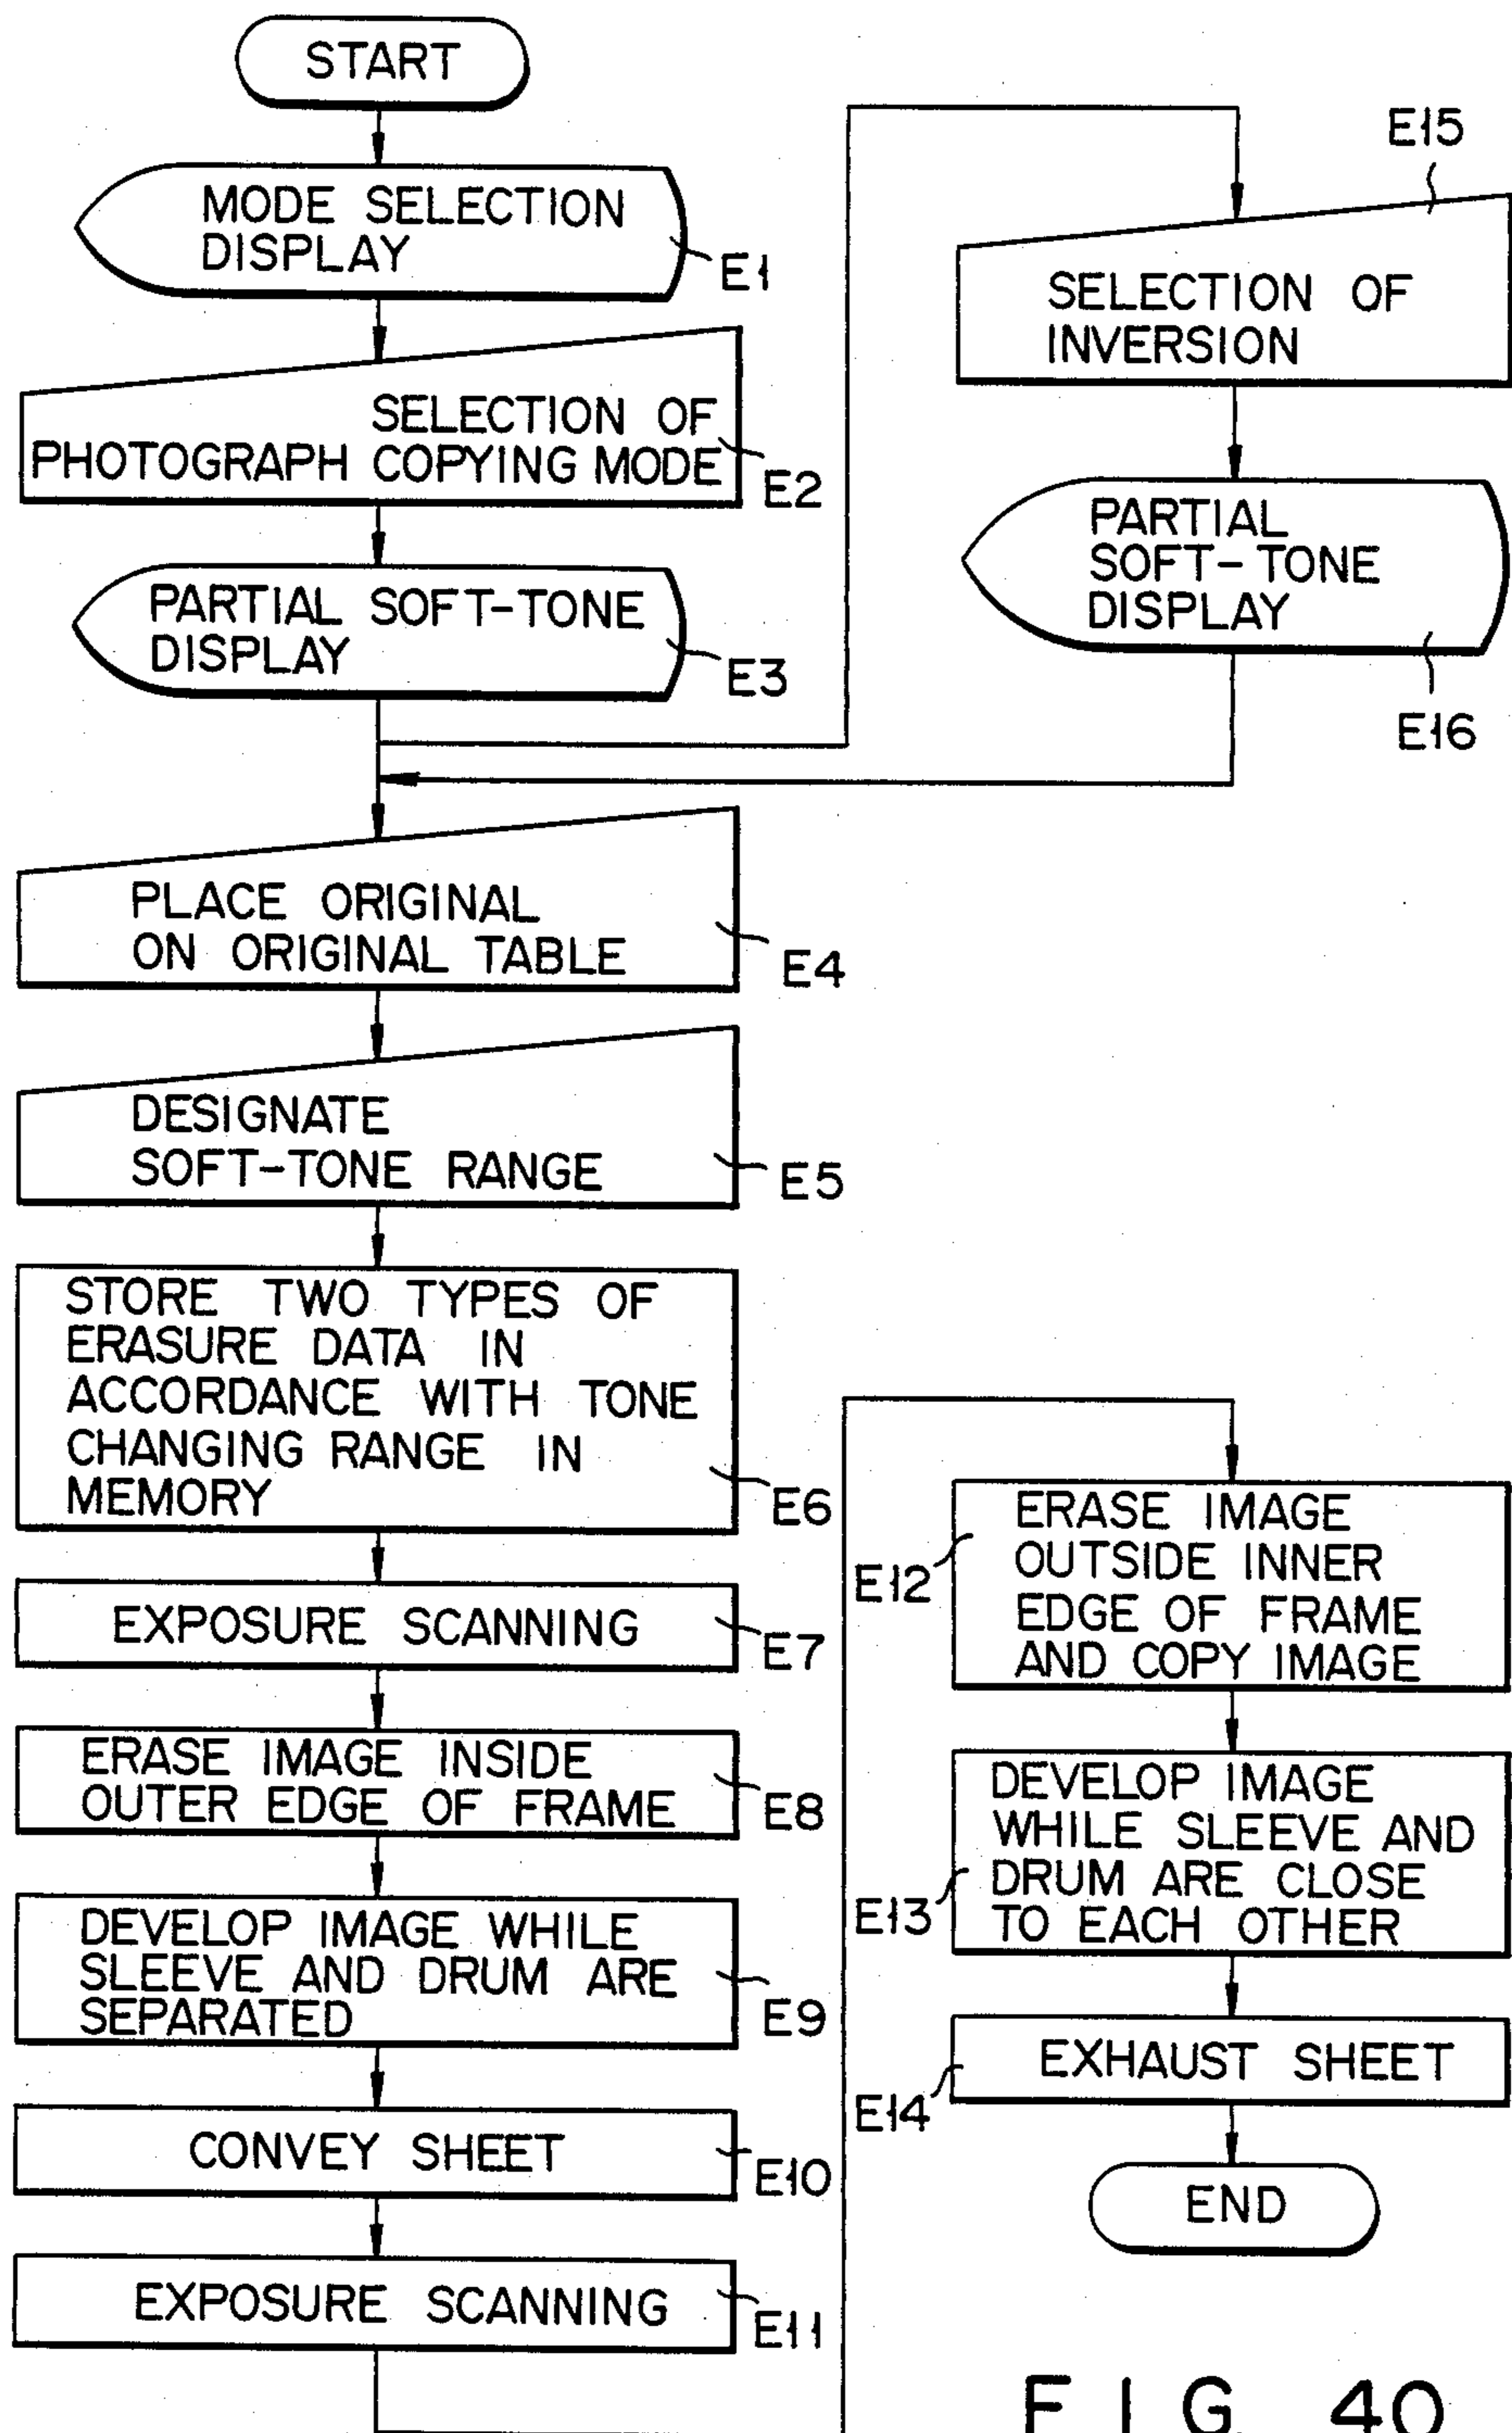 START
MODE SELECTION
DISPLAY
E1
SELECTION OF
PHOTOGRAPH COPYING MODE
E2
PARTIAL SOFT-TONE
DISPLAY
E3
E15
SELECTION OF
INVERSION
PARTIAL
SOFT-TONE
DISPLAY
E16
PLACE ORIGINAL
ON ORIGINAL TABLE
E4
DESIGNATE
SOFT-TONE RANGE
E5
STORE TWO TYPES OF
ERASURE DATA IN
ACCORDANCE WITH TONE
CHANGING RANGE IN
MEMORY
E6
EXPOSURE SCANNING
E7
ERASE IMAGE INSIDE
OUTER EDGE OF FRAME
E8
DEVELOP IMAGE WHILE
SLEEVE AND DRUM ARE
SEPARATED
E9
CONVEY SHEET
E10
EXPOSURE SCANNING
E11
ERASE IMAGE
OUTSIDE INNER
EDGE OF FRAME
AND COPY IMAGE
E12
DEVELOP IMAGE
WHILE SLEEVE AND
DRUM ARE CLOSE
TO EACH OTHER
E13
EXHAUST SHEET
E14
END
FIG. 40